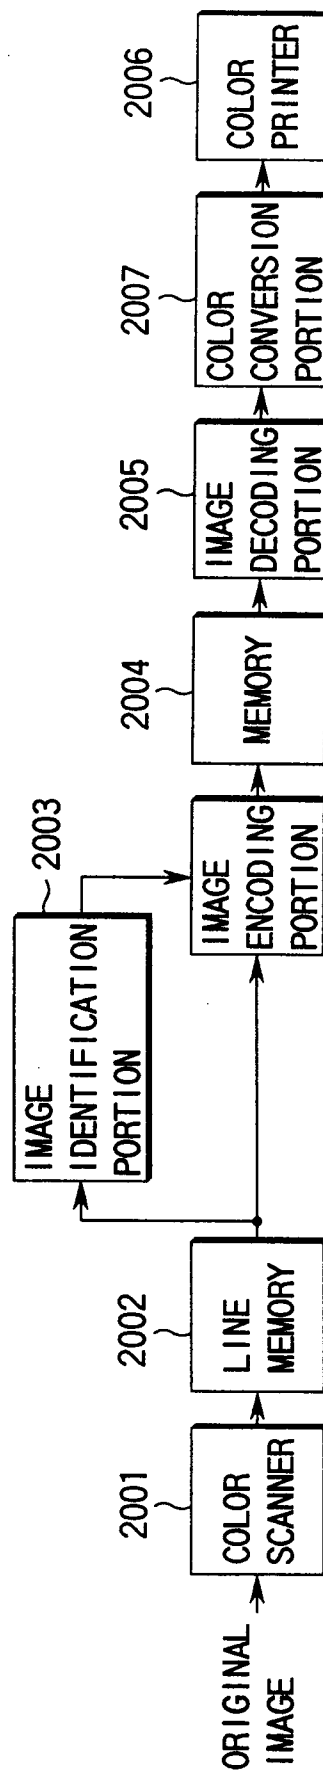 ORIGINAL
IMAGE
2001
COLOR
SCANNER
2002
LINE
MEMORY
2003
IMAGE
IDENTIFICATION
PORTION
IMAGE
ENCODING
PORTION
2004
MEMORY
2005
IMAGE
DECODING
PORTION
2007
COLOR
CONVERSION
PORTION
2006
COLOR
PRINTER